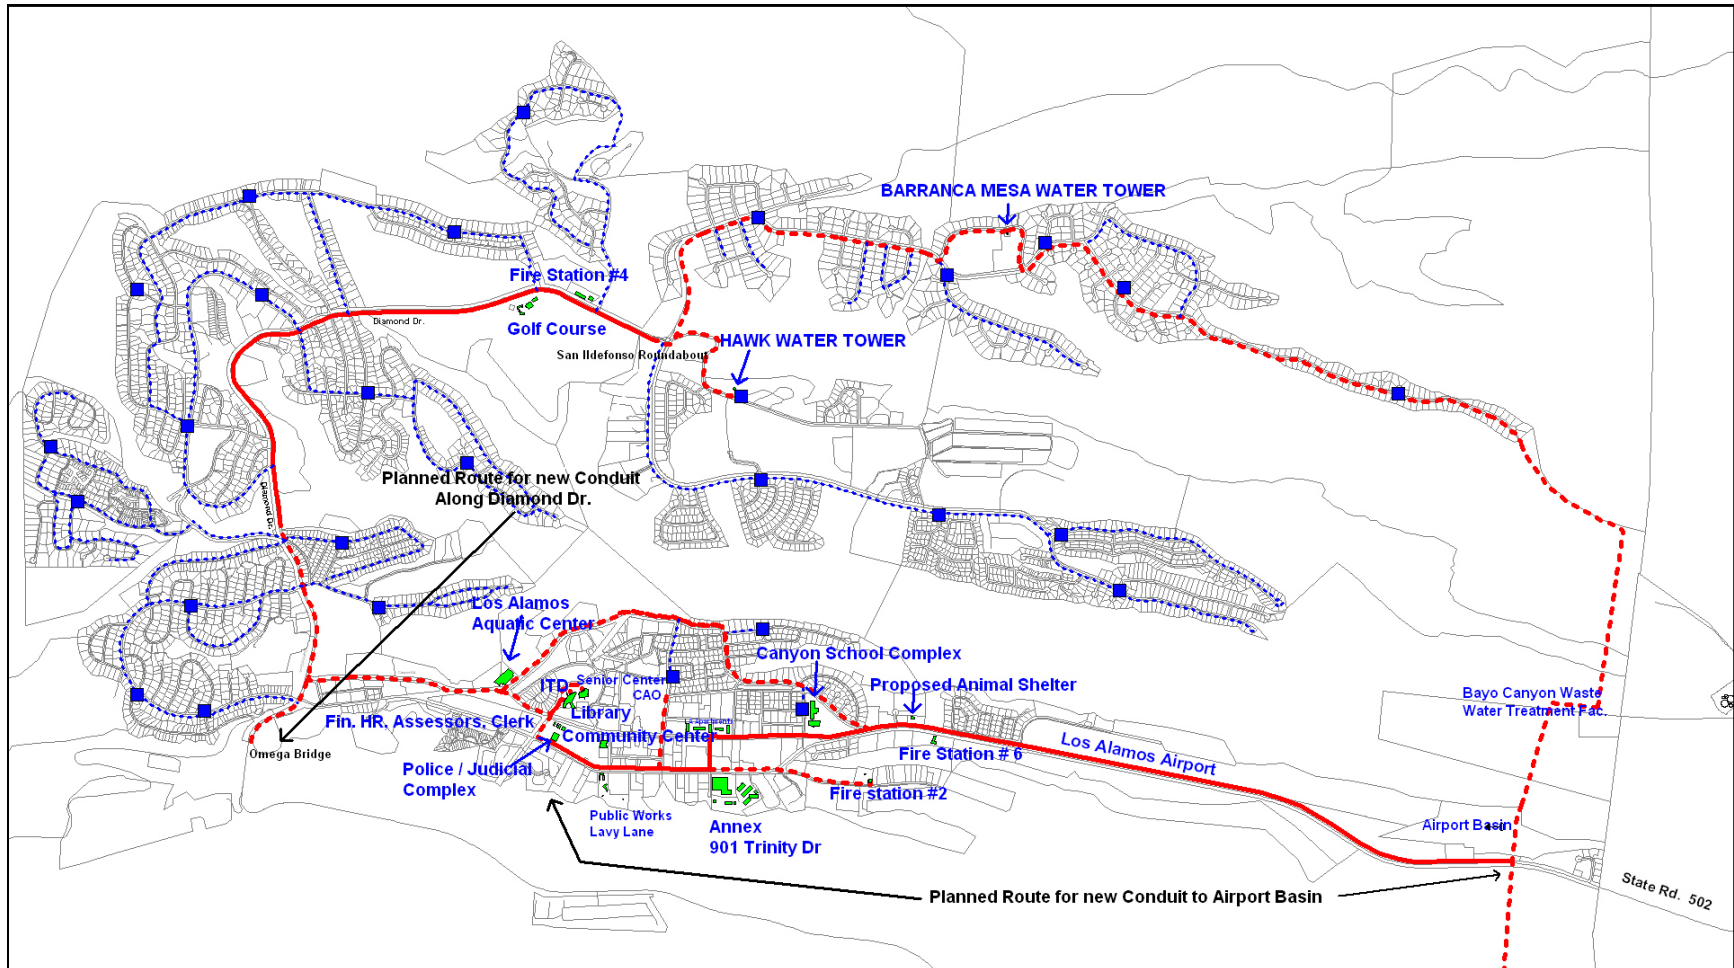 BARRANCA MESA WATER TOWER
Fire Station #4
Diamond Dr.
Golf Course
San Ildefonso Roundabout
HAWK WATER TOWER
Planned Route for new Conduit
Along Diamond Dr.
Diamond Dr.
Los Alamos
Aquatic Center
Canyon School Complex
ITD
Senior Center
CAO
Proposed Animal Shelter
Bayo Canyon Waste
Water Treatment Fac.
Library
Fin. HR. Assessors. Clerk
Community Center
Omega Bridge
Los Alamos Airport
Fire Station # 6
Police / Judicial
Complex
Fire station #2
Public Works
Lavy Lane
Annex
901 Trinity Dr
Airport Basin
Planned Route for new Conduit to Airport Basin
State Rd. 502